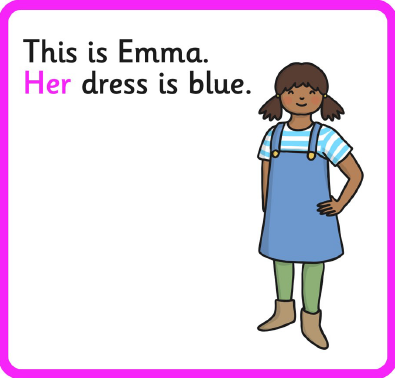 This is Emma.
Her dress is blue.